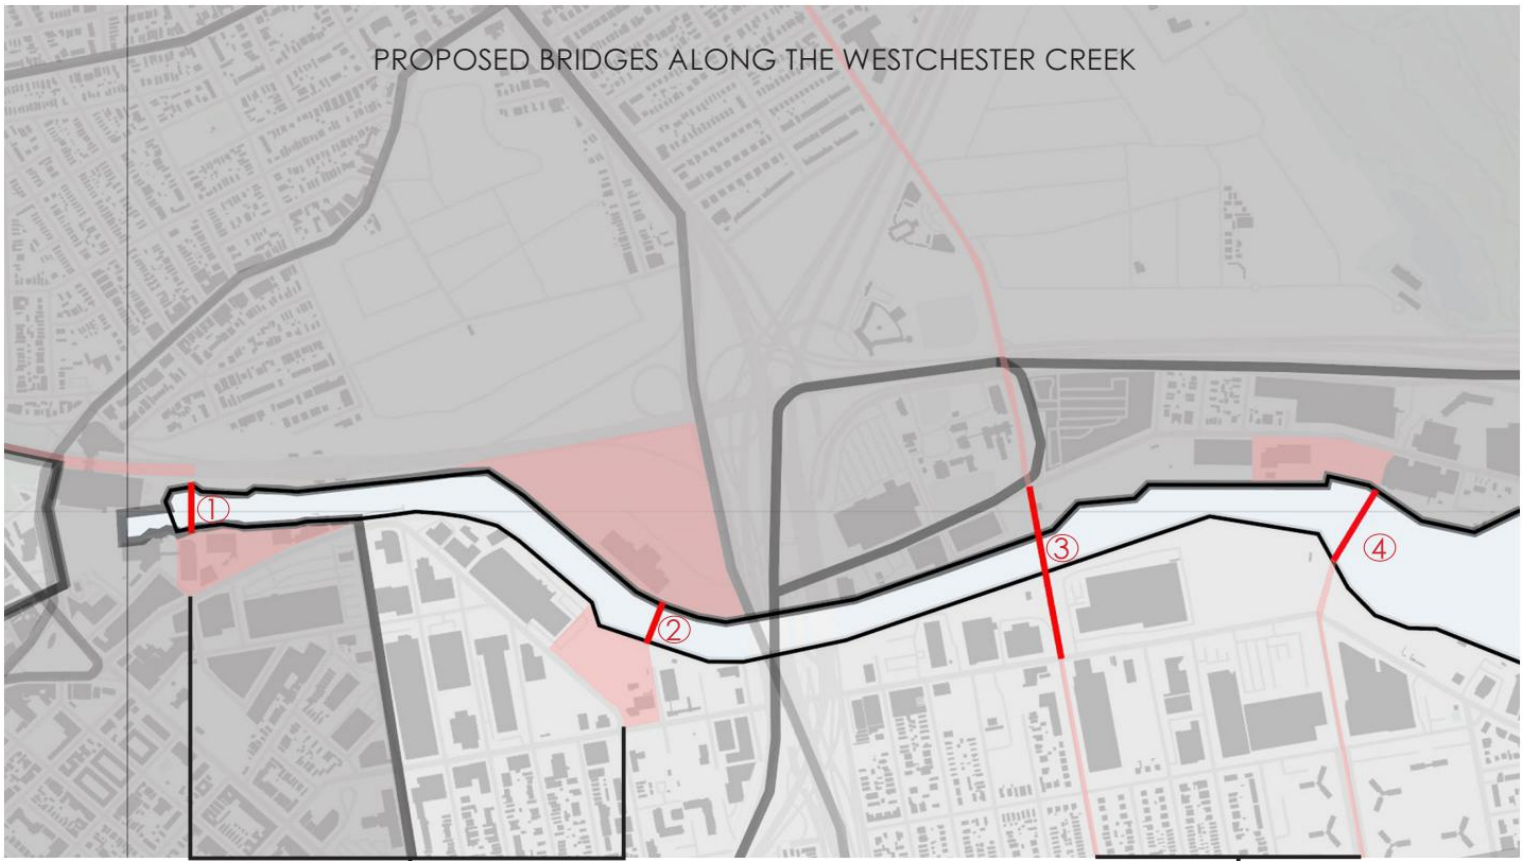 PROPOSED BRIDGES ALONG THE WESTCHESTER CREEK
①
②
③
④